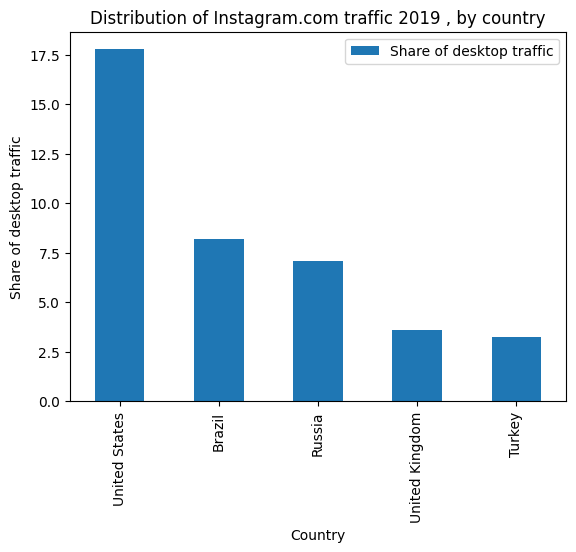 Distribution of Instagram.com traffic 2019 , by country
Share of desktop traffic
Share of desktop traffic
17.5
15.0
12.5
10.0
7.5
5.0
2.5
0.0
United States
Brazil
Russia
United Kingdom
Turkey
Country